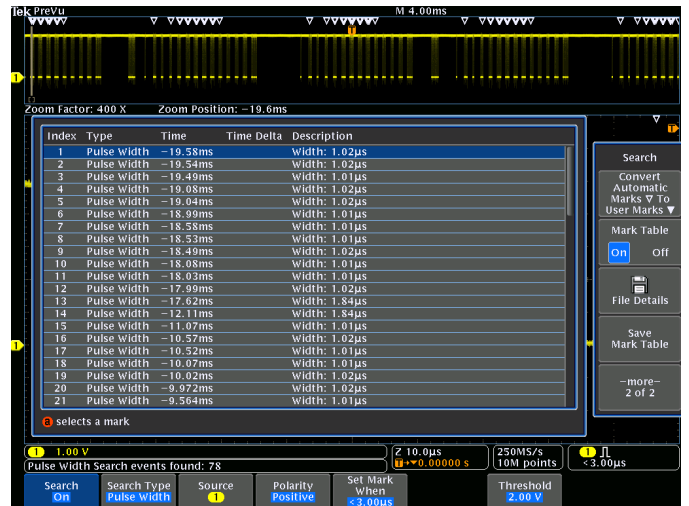 Tek PreVu M 4.00ms
T
1
Zoom Factor: 400 X Zoom Position: −19.6ms
Index Type Time Time Delta Description
1 Pulse Width −19.58ms Width: 1.02µs
2 Pulse Width −19.54ms Width: 1.02µs
3 Pulse Width −19.49ms Width: 1.01µs
4 Pulse Width −19.08ms Width: 1.02µs
5 Pulse Width −19.04ms Width: 1.02µs
6 Pulse Width −18.99ms Width: 1.01µs
7 Pulse Width −18.58ms Width: 1.01µs
8 Pulse Width −18.53ms Width: 1.01µs
9 Pulse Width −18.49ms Width: 1.02µs
10 Pulse Width −18.08ms Width: 1.01µs
11 Pulse Width −18.03ms Width: 1.01µs
12 Pulse Width −17.99ms Width: 1.02µs
13 Pulse Width −17.62ms Width: 1.84µs
14 Pulse Width −12.11ms Width: 1.84µs
15 Pulse Width −11.07ms Width: 1.01µs
16 Pulse Width −10.57ms Width: 1.02µs
17 Pulse Width −10.52ms Width: 1.01µs
18 Pulse Width −10.07ms Width: 1.01µs
19 Pulse Width −10.02ms Width: 1.02µs
20 Pulse Width −9.972ms Width: 1.02µs
21 Pulse Width −9.564ms Width: 1.01µs
a selects a mark
T
Search
Convert
Automatic
Marks ∇ To
User Marks ▼
Mark Table
On Off
File Details
Save
Mark Table
−more−
2 of 2
1
1 1.00 V
Z 10.0µs
T→▼0.00000 s
250MS/s
10M points
1
<3.00µs
Pulse Width Search events found: 78
Search
On
Search Type
Pulse Width
Source
1
Polarity
Positive
Set Mark
When
<3.00µs
Threshold
2.00 V